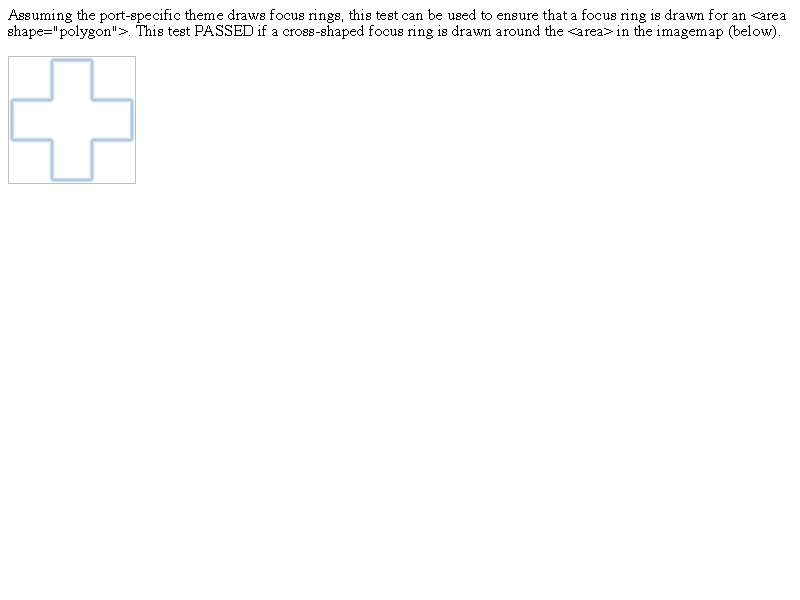 Assuming the port-specific theme draws focus rings, this test can be used to ensure that a focus ring is drawn for an <area
shape="polygon">. This test PASSED if a cross-shaped focus ring is drawn around the <area> in the imagemap (below).